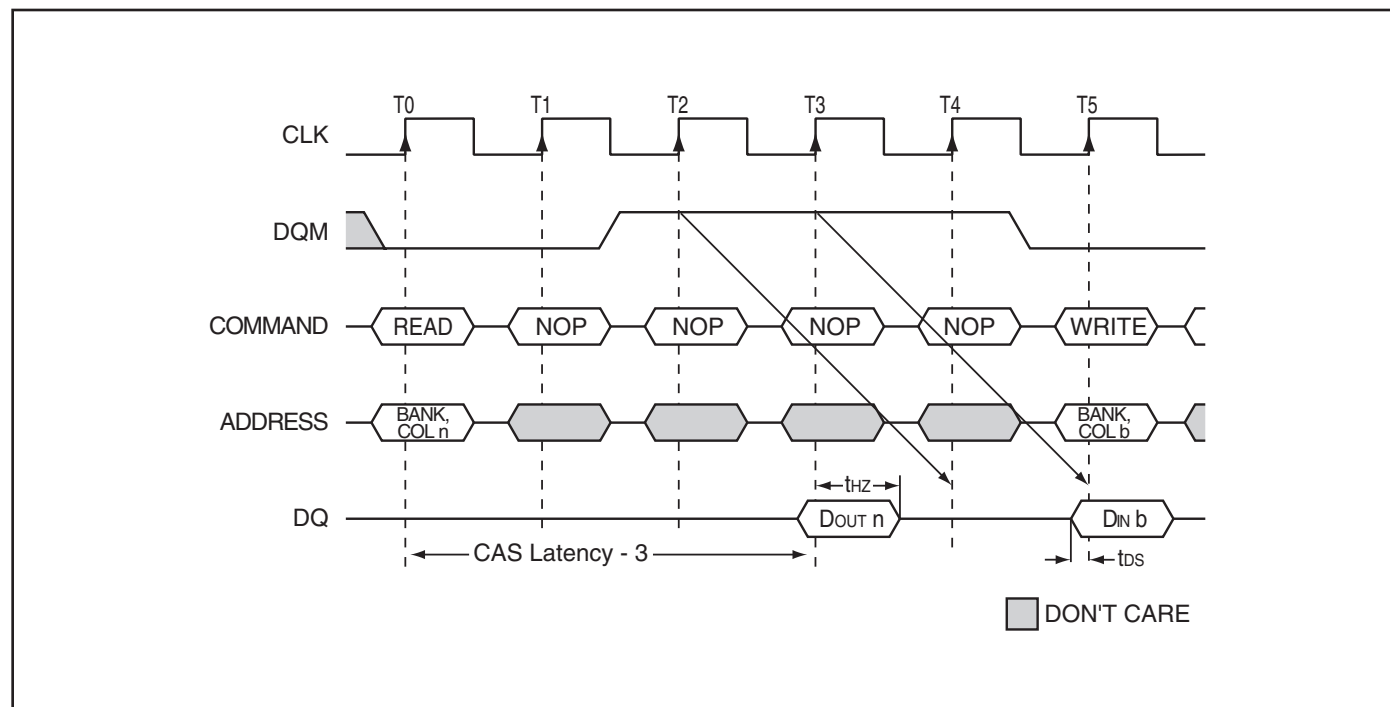 T0 T1 T2 T3 T4 T5
CLK
DQM
COMMAND READ NOP NOP NOP NOP WRITE
ADDRESS BANK, COL n BANK, COL b
tHZ
DQ DOUT n DIN b
CAS Latency - 3 tDS
DON'T CARE